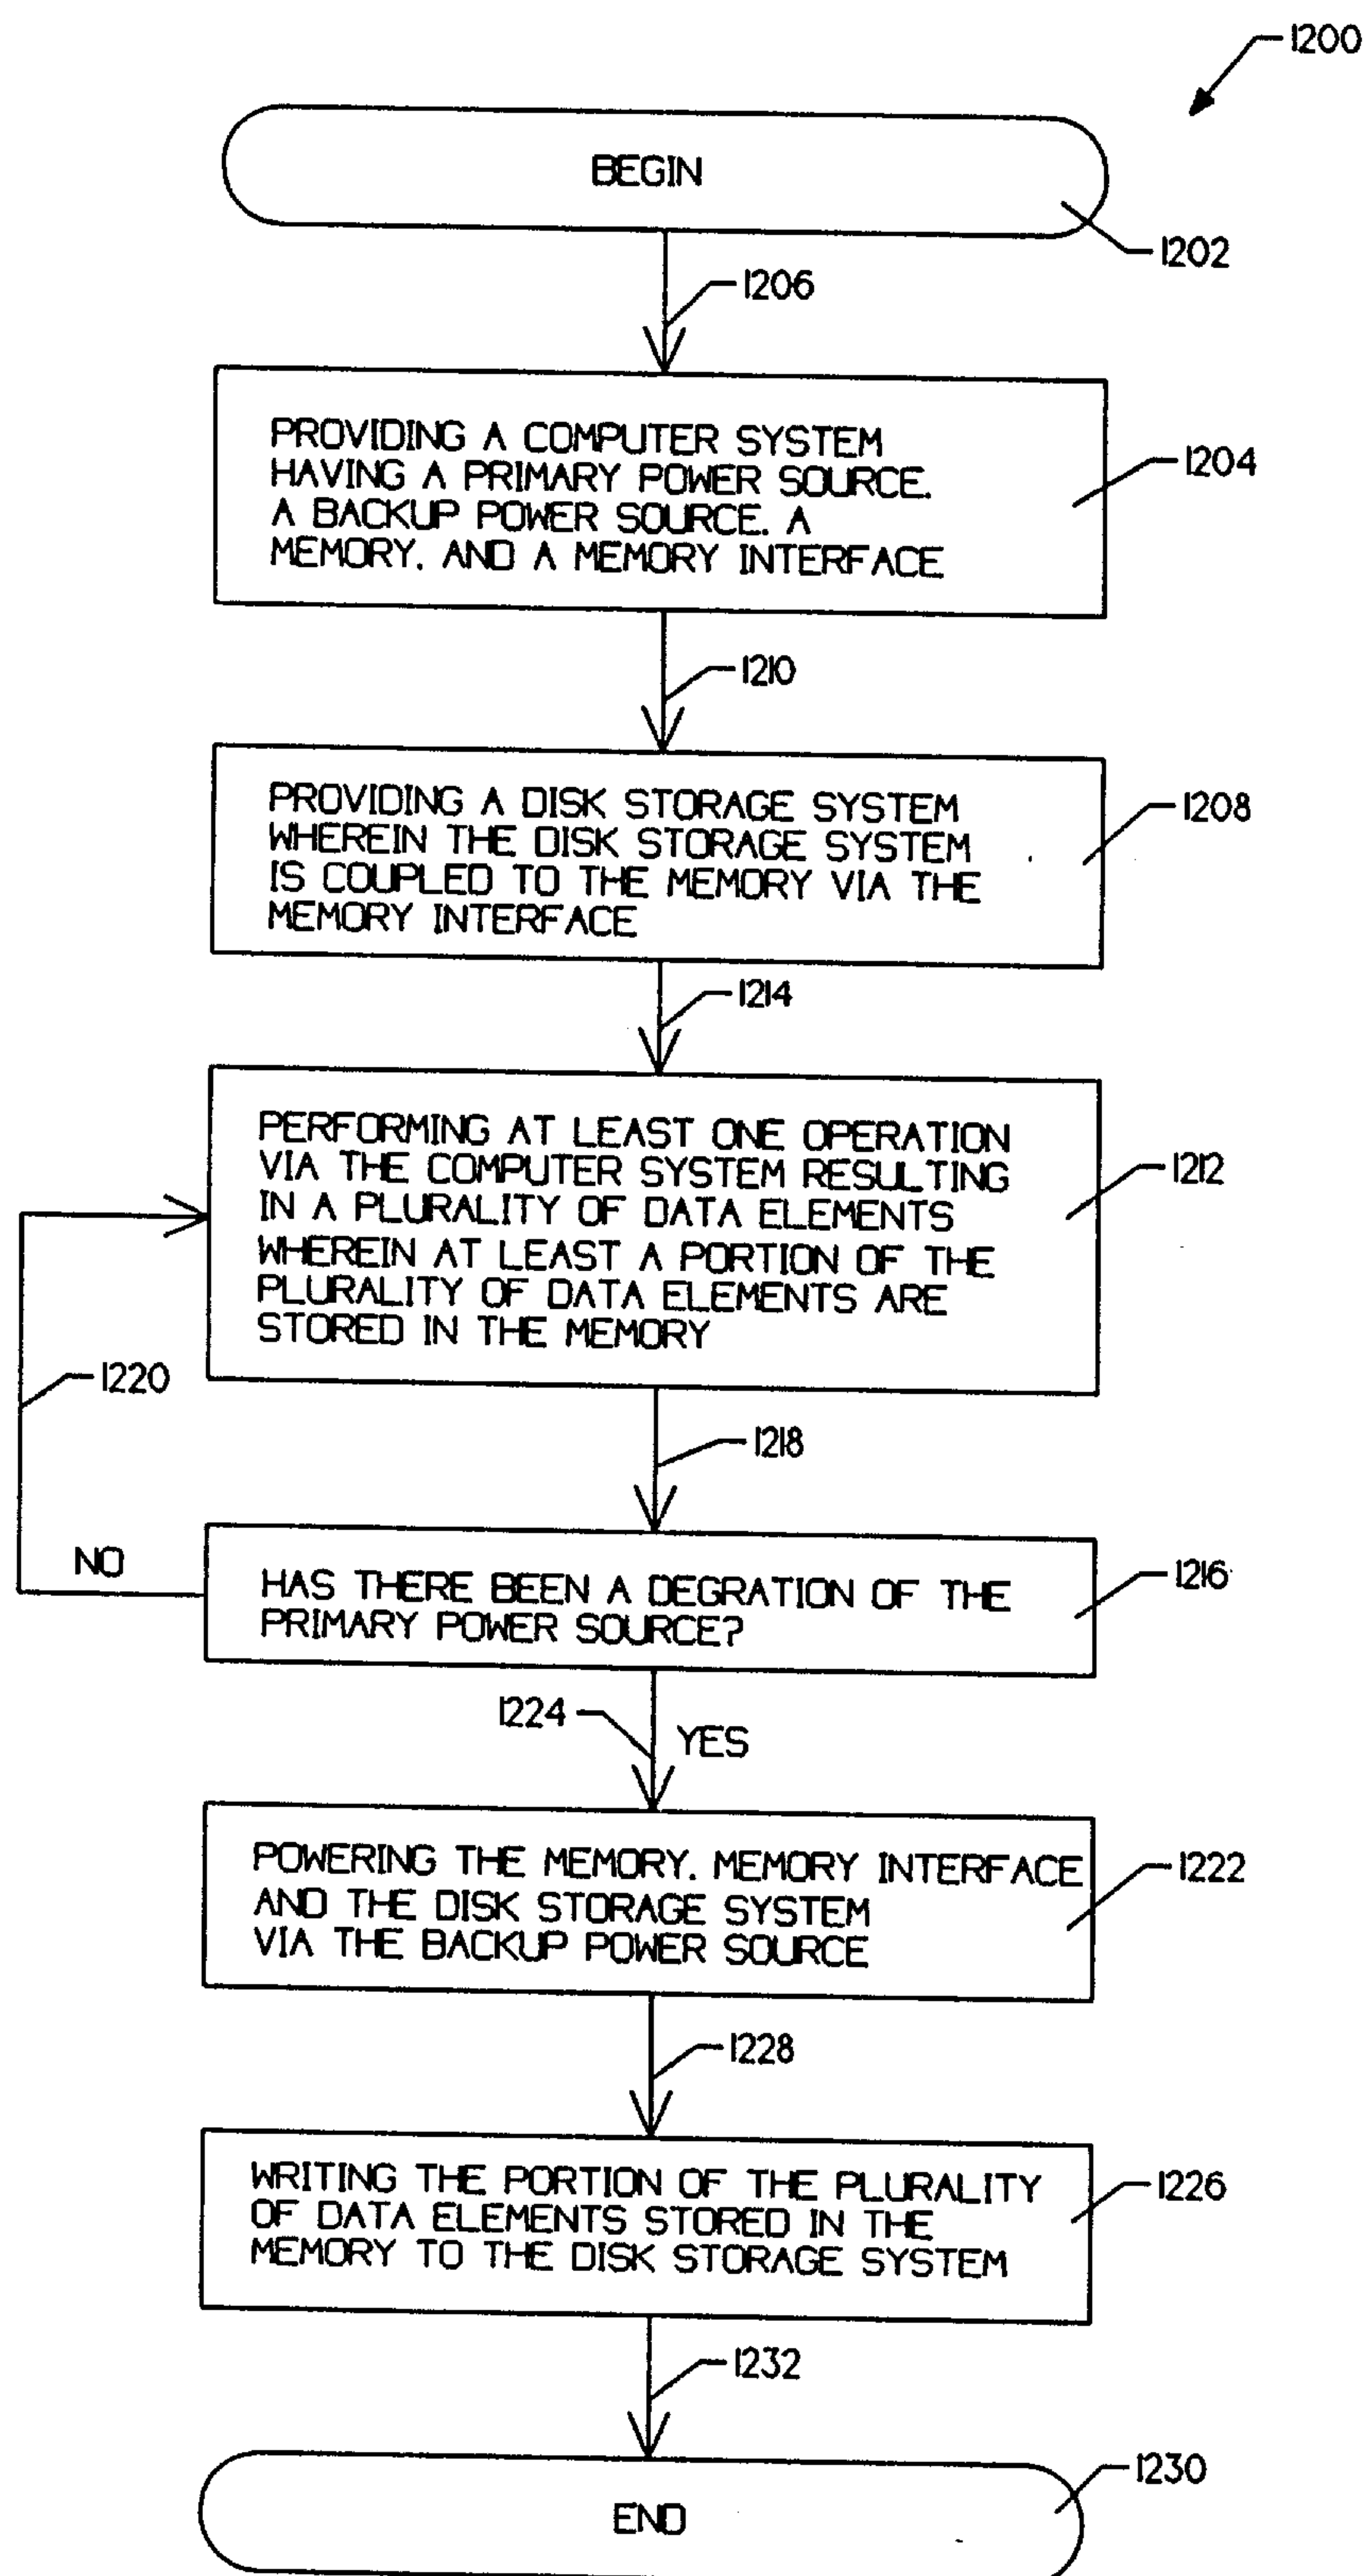 1200
BEGIN
1202
1206
PROVIDING A COMPUTER SYSTEM
HAVING A PRIMARY POWER SOURCE.
A BACKUP POWER SOURCE. A
MEMORY. AND A MEMORY INTERFACE
1204
1210
PROVIDING A DISK STORAGE SYSTEM
WHEREIN THE DISK STORAGE SYSTEM
IS COUPLED TO THE MEMORY VIA THE
MEMORY INTERFACE
1208
1214
PERFORMING AT LEAST ONE OPERATION
VIA THE COMPUTER SYSTEM RESULTING
IN A PLURALITY OF DATA ELEMENTS
WHEREIN AT LEAST A PORTION OF THE
PLURALITY OF DATA ELEMENTS ARE
STORED IN THE MEMORY
1212
1220
1218
NO
HAS THERE BEEN A DEGRATION OF THE
PRIMARY POWER SOURCE?
1216
1224
YES
POWERING THE MEMORY. MEMORY INTERFACE
AND THE DISK STORAGE SYSTEM
VIA THE BACKUP POWER SOURCE
1222
1228
WRITING THE PORTION OF THE PLURALITY
OF DATA ELEMENTS STORED IN THE
MEMORY TO THE DISK STORAGE SYSTEM
1226
1232
END
1230